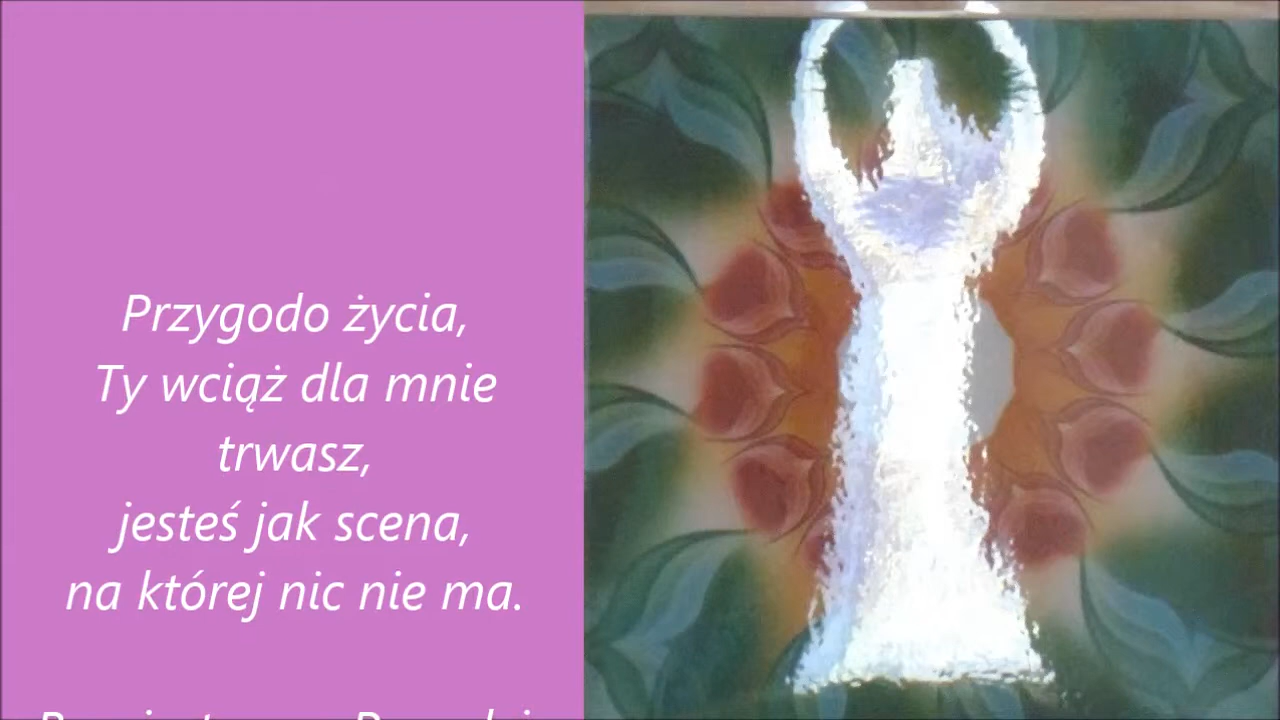 Przygodo życia,
Ty wciąż dla mnie
trwasz,
jesteś jak scena,
na której nic nie ma.